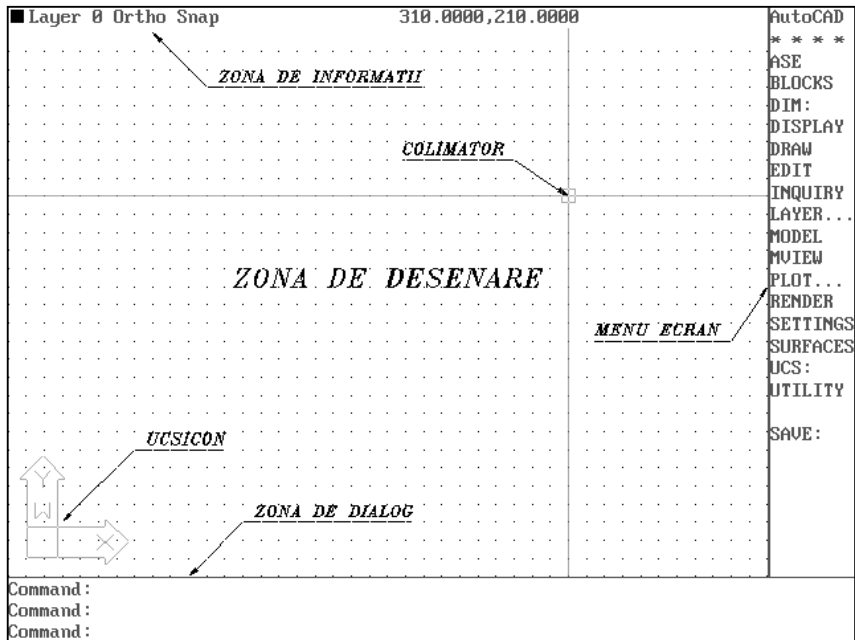 Layer 0 Ortho Snap 310.0000,210.0000
AutoCAD
* * * *
ASE
BLOCKS
DIM:
DISPLAY
DRAW
EDIT
INQUIRY
LAYER...
MODEL
MVIEW
PLOT...
RENDER
SETTINGS
SURFACES
UCS:
UTILITY
SAVE:
ZONA DE INFORMATII
COLIMATOR
ZONA DE DESENARE
MENU ECRAN
UCSICON
Y
W
X
ZONA DE DIALOG
Command:
Command:
Command: